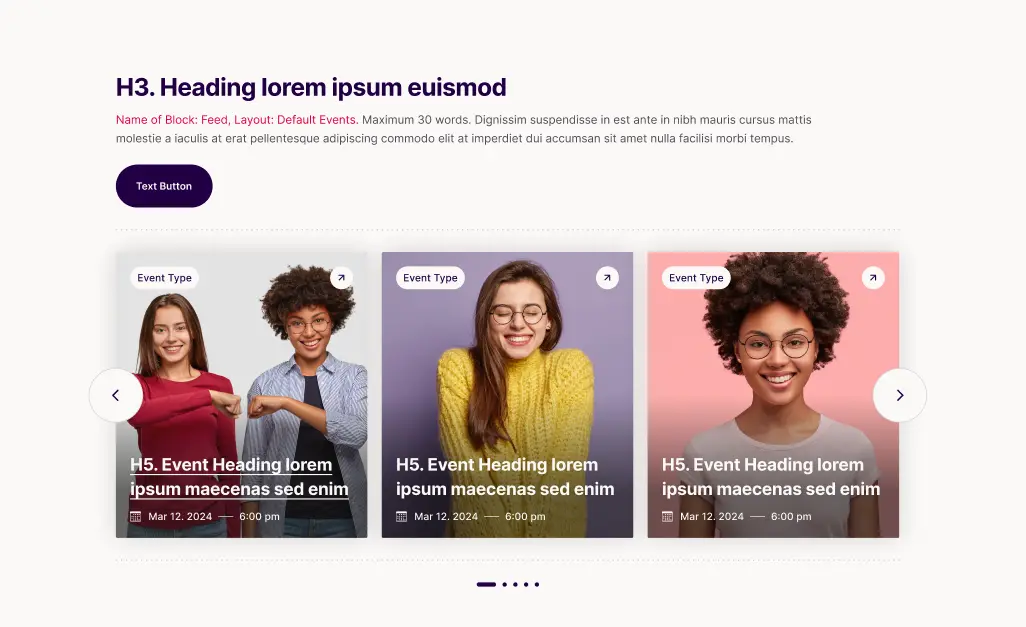 H3. Heading lorem ipsum euismod
Name of Block: Feed, Layout: Default Events. Maximum 30 words. Dignissim suspendisse in est ante in nibh mauris cursus mattis
molestie a iaculis at erat pellentesque adipiscing commodo elit at imperdiet dui accumsan sit amet nulla facilisi morbi tempus.
Text Button
Event Type
H5. Event Heading lorem
ipsum maecenas sed enim
Mar 12. 2024 — 6:00 pm
Event Type
H5. Event Heading lorem
ipsum maecenas sed enim
Mar 12. 2024 — 6:00 pm
Event Type
H5. Event Heading lorem
ipsum maecenas sed enim
Mar 12. 2024 — 6:00 pm